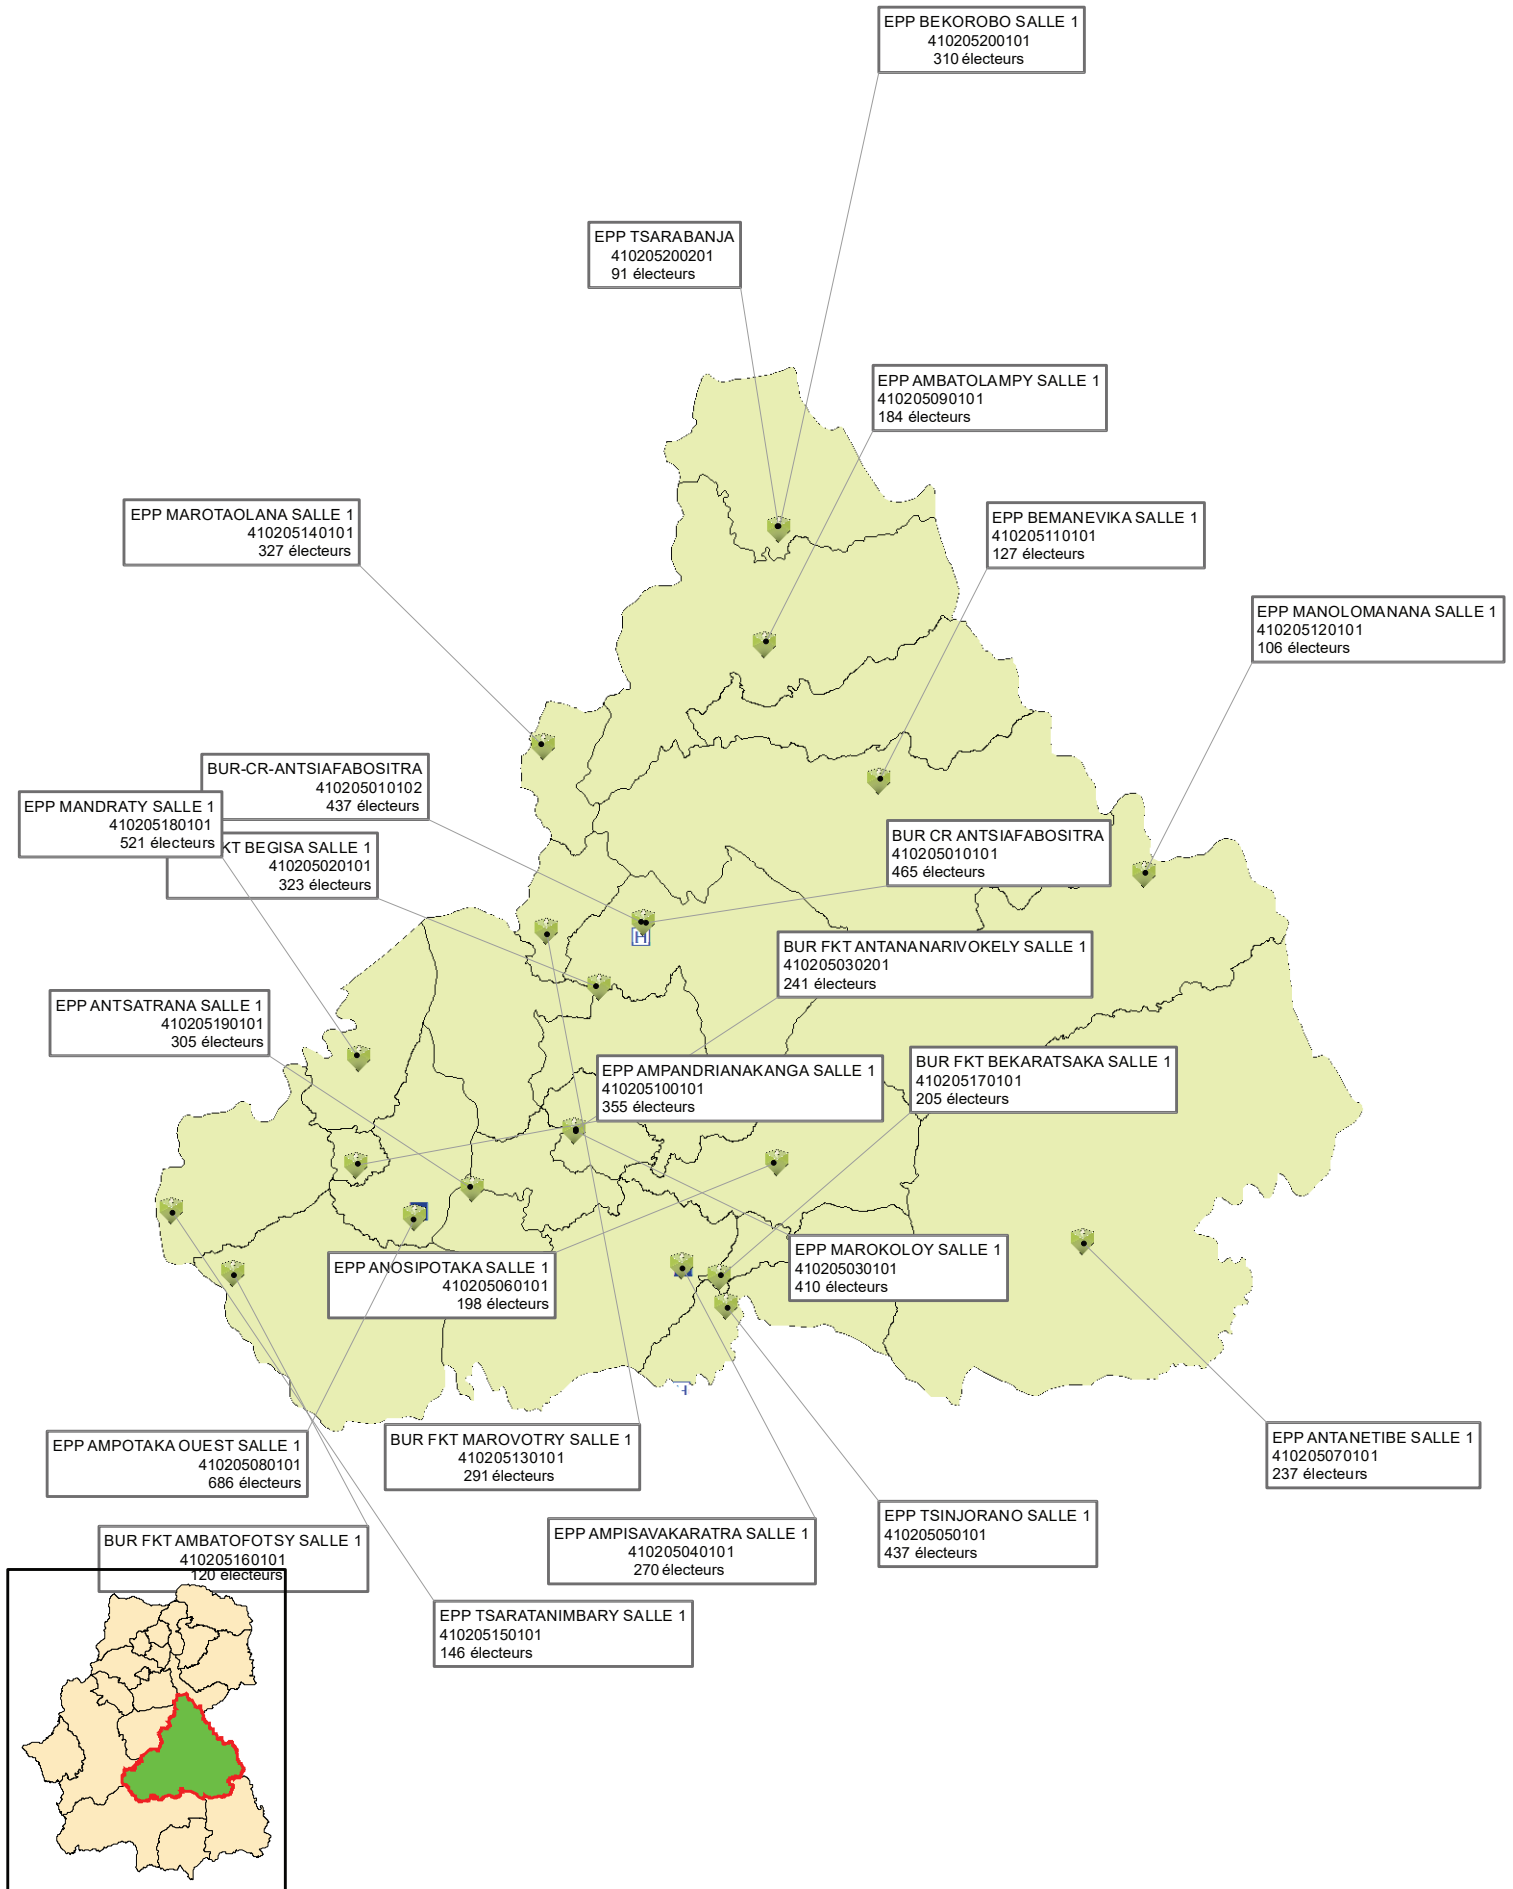 EPP BEKOROBO SALLE 1
410205200101
310 électeurs
EPP TSARABANJA
410205200201
91 électeurs
EPP AMBATOLAMPY SALLE 1
410205090101
184 électeurs
EPP MAROTAOLANA SALLE 1
410205140101
327 électeurs
EPP BEMANEVIKA SALLE 1
410205110101
127 électeurs
EPP MANOLOMANANA SALLE 1
410205120101
106 électeurs
BUR-CR-ANTSIAFABOSITRA
410205010102
437 électeurs
EPP MANDRATY SALLE 1
410205180101
521 électeurs
KT BEGISA SALLE 1
410205020101
323 électeurs
BUR CR ANTSIAFABOSITRA
410205010101
465 électeurs
H
BUR FKT ANTANANARIVOKELY SALLE 1
410205030201
241 électeurs
EPP ANTSATRANA SALLE 1
410205190101
305 électeurs
EPP AMPANDRIANAKANGA SALLE 1
410205100101
355 électeurs
BUR FKT BEKARATSAKA SALLE 1
410205170101
205 électeurs
EPP MAROKOLOY SALLE 1
410205030101
410 électeurs
EPP ANOSIPOTAKA SALLE 1
410205060101
198 électeurs
EPP AMPOTAKA OUEST SALLE 1
410205080101
686 électeurs
BUR FKT MAROVOTRY SALLE 1
410205130101
291 électeurs
EPP ANTANETIBE SALLE 1
410205070101
237 électeurs
EPP TSINJORANO SALLE 1
410205050101
437 électeurs
EPP AMPISAVAKARATRA SALLE 1
410205040101
270 électeurs
BUR FKT AMBATOFOTSY SALLE 1
410205160101
120 électeurs
EPP TSARATANIMBARY SALLE 1
410205150101
146 électeurs